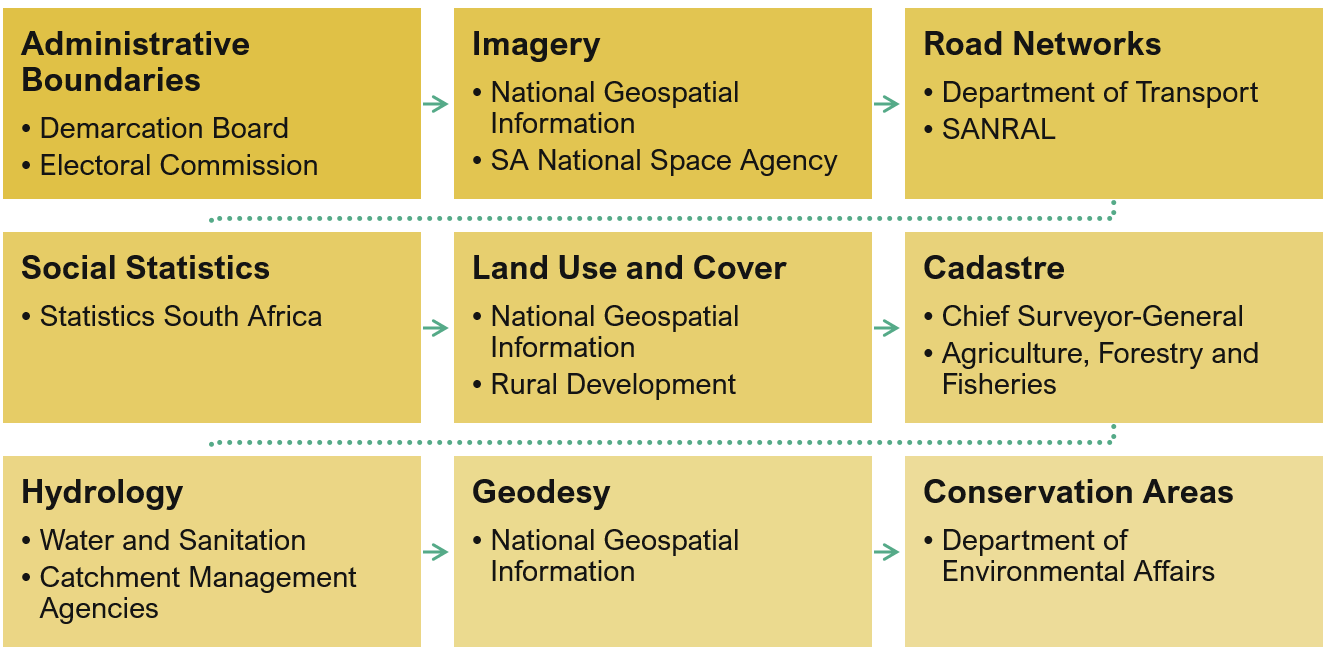 Administrative
Boundaries
• Demarcation Board
• Electoral Commission
Imagery
• National Geospatial
Information
• SA National Space Agency
Road Networks
• Department of Transport
• SANRAL
Social Statistics
• Statistics South Africa
Land Use and Cover
• National Geospatial
Information
• Rural Development
Cadastre
• Chief Surveyor-General
• Agriculture, Forestry and
Fisheries
Hydrology
• Water and Sanitation
• Catchment Management
Agencies
Geodesy
• National Geospatial
Information
Conservation Areas
• Department of
Environmental Affairs